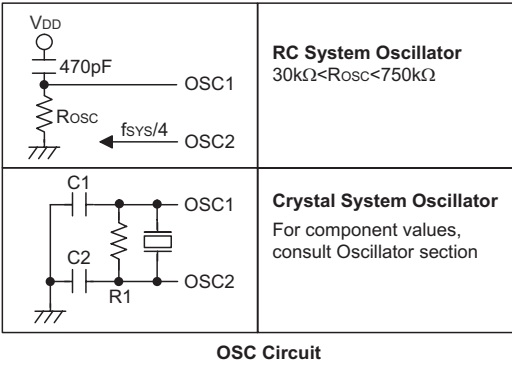 VDD
470pF
OSC1
ROSC
fSYS/4
OSC2
RC System Oscillator
30kΩ<ROSC<750kΩ
C1
OSC1
C2
OSC2
R1
Crystal System Oscillator
For component values,
consult Oscillator section
OSC Circuit